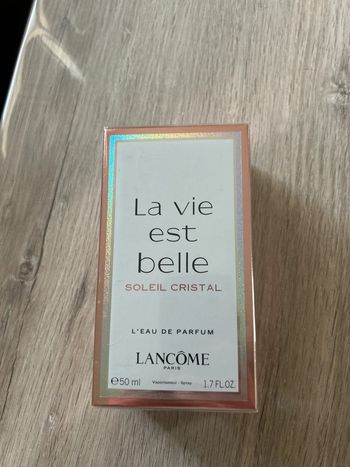 La vie
est
belle
SOLEIL CRISTAL
L'EAU DE PARFUM
LANCÔME
PARIS
℮50 ml Vaporisateur - Spray 1.7 FL.OZ.